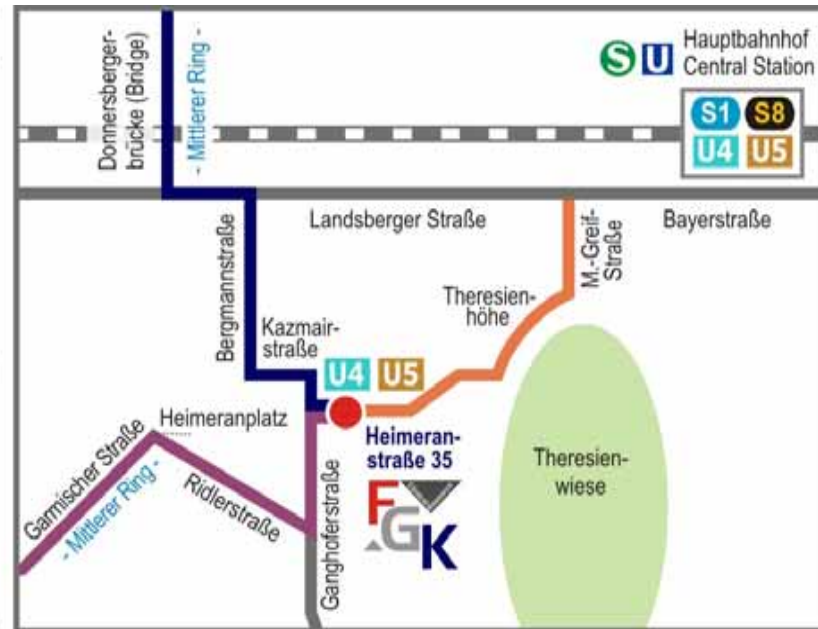 Donnersberger-
brücke (Bridge)
- Mittlerer Ring -
S U
Hauptbahnhof
Central Station
S1 S8
U4 U5
Landsberger Straße
Bayerstraße
M.-Greif-
Straße
Bergmannstraße
Theresien-
höhe
Kazmair-
straße
U4 U5
Heimeranplatz
Heimeran-
straße 35
Garmischer Straße
- Mittlerer Ring -
Ridlerstraße
Ganghoferstraße
FGK
Theresien-
wiese